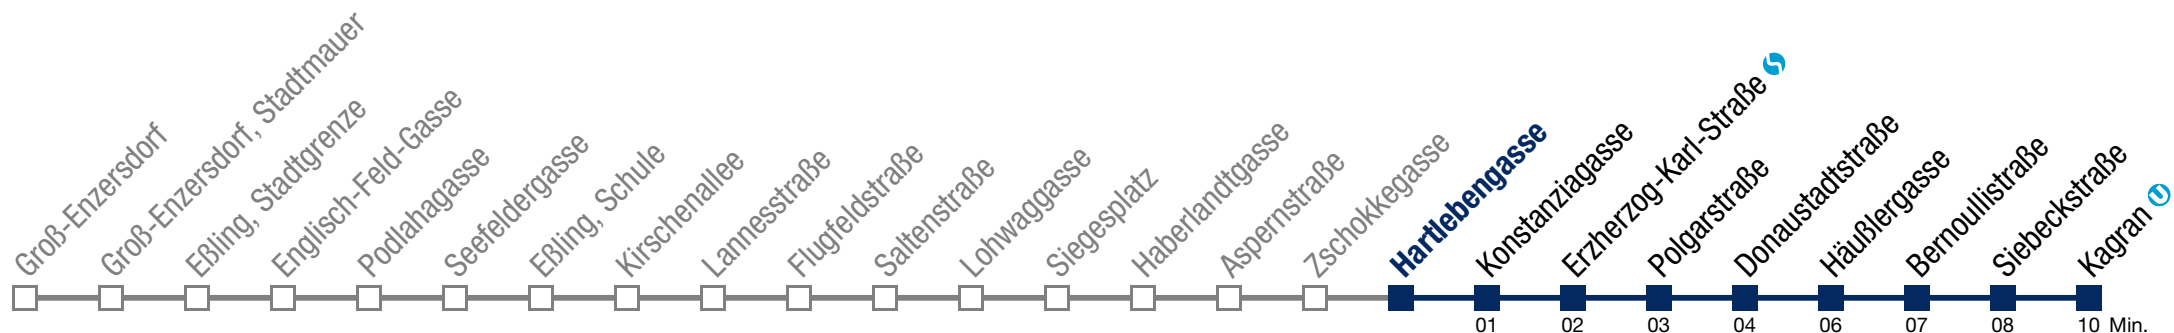 Groß-Enzersdorf
Groß-Enzersdorf, Stadtmauer
Eßling, Stadtgrenze
Englisch-Feld-Gasse
Podlahagasse
Seefeldergasse
Eßling, Schule
Kirschenallee
Lannesstraße
Flugfeldstraße
Saltenstraße
Lohwaggasse
Siegesplatz
Haberlandtgasse
Aspernstraße
Zschokkegasse
Hartlebengasse
Konstanziagasse
Erzherzog-Karl-Straße S
Polgarstraße
Donaustadtstraße
Häußlergasse
Bernoullistraße
Siebeckstraße
Kagran U
01 02 03 04 06 07 08 10 Min.